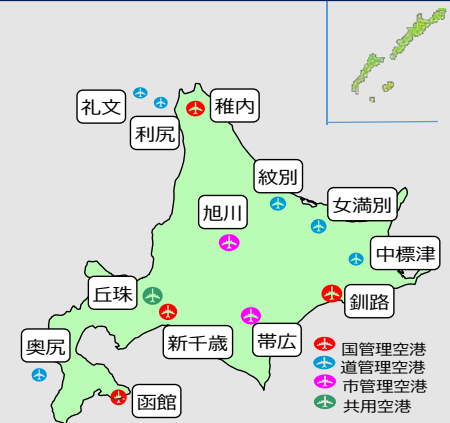 礼文
利尻
稚内
紋別
旭川
女満別
中標津
丘珠
釧路
新千歳
帯広
奥尻
函館
国管理空港
道管理空港
市管理空港
共用空港